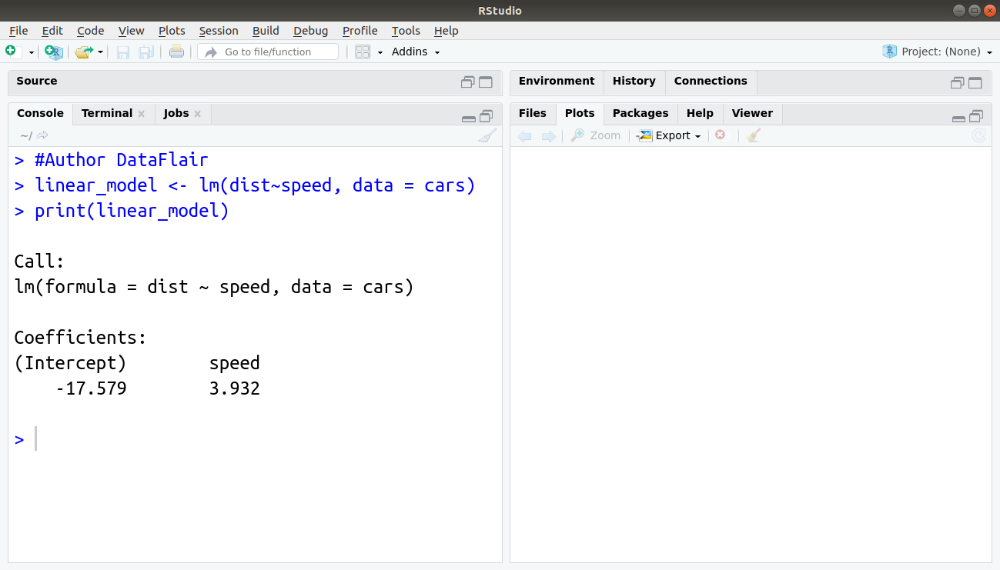 RStudio
File Edit Code View Plots Session Build Debug Profile Tools Help
Go to file/function Addins Project: (None)
Source
Console Terminal Jobs
~/
> #Author DataFlair
> linear_model <- lm(dist~speed, data = cars)
> print(linear_model)
Call:
lm(formula = dist ~ speed, data = cars)
Coefficients:
(Intercept) speed
-17.579 3.932
>
Environment History Connections
Files Plots Packages Help Viewer
Zoom Export